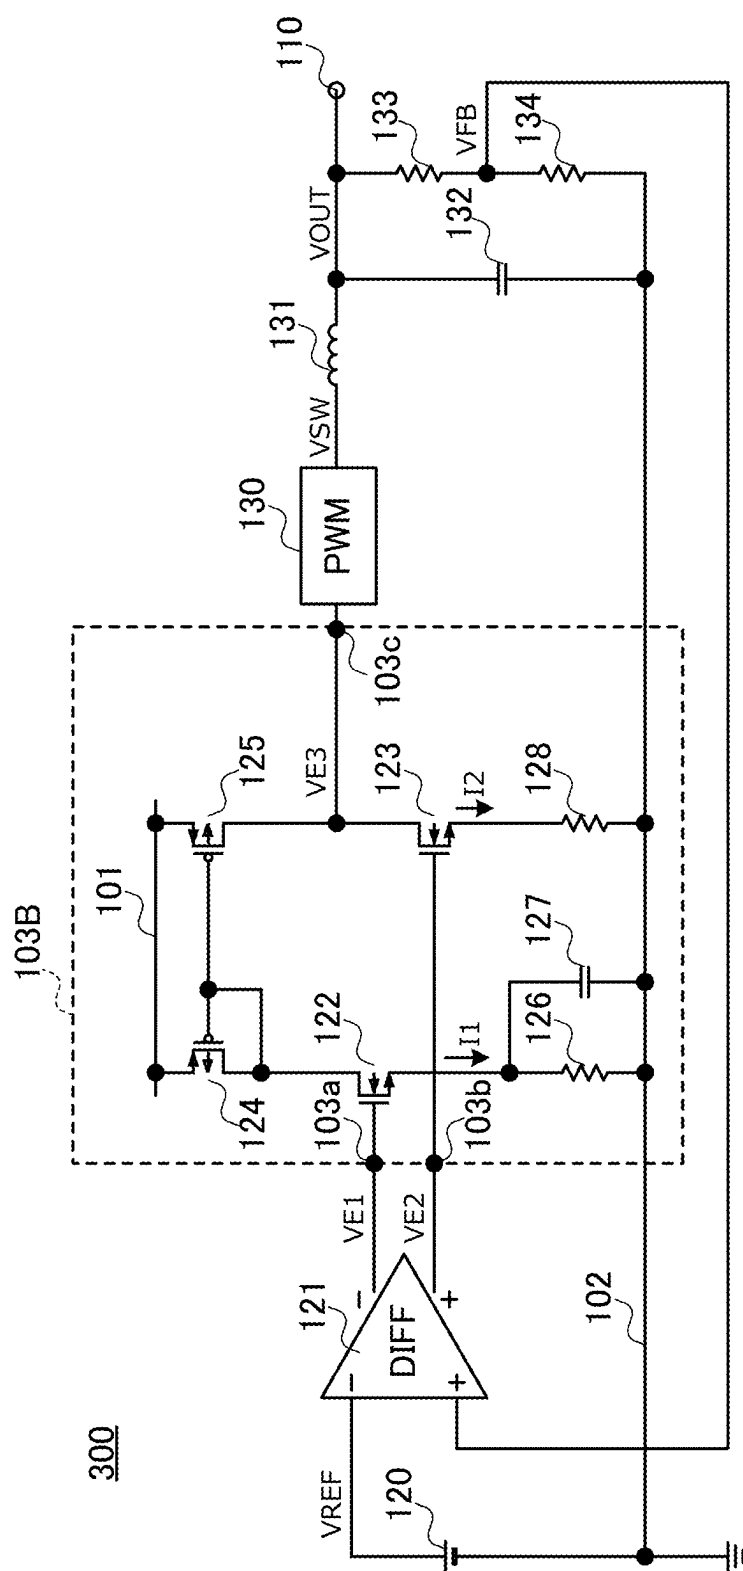 300
103B
101
124
125
110
VREF
120
121
DIFF
−
+
−
+
VE1
VE2
103a
103b
122
I1
126
127
VE3
123
I2
128
103c
130
PWM
VSW
131
VOUT
132
133
VFB
134
102